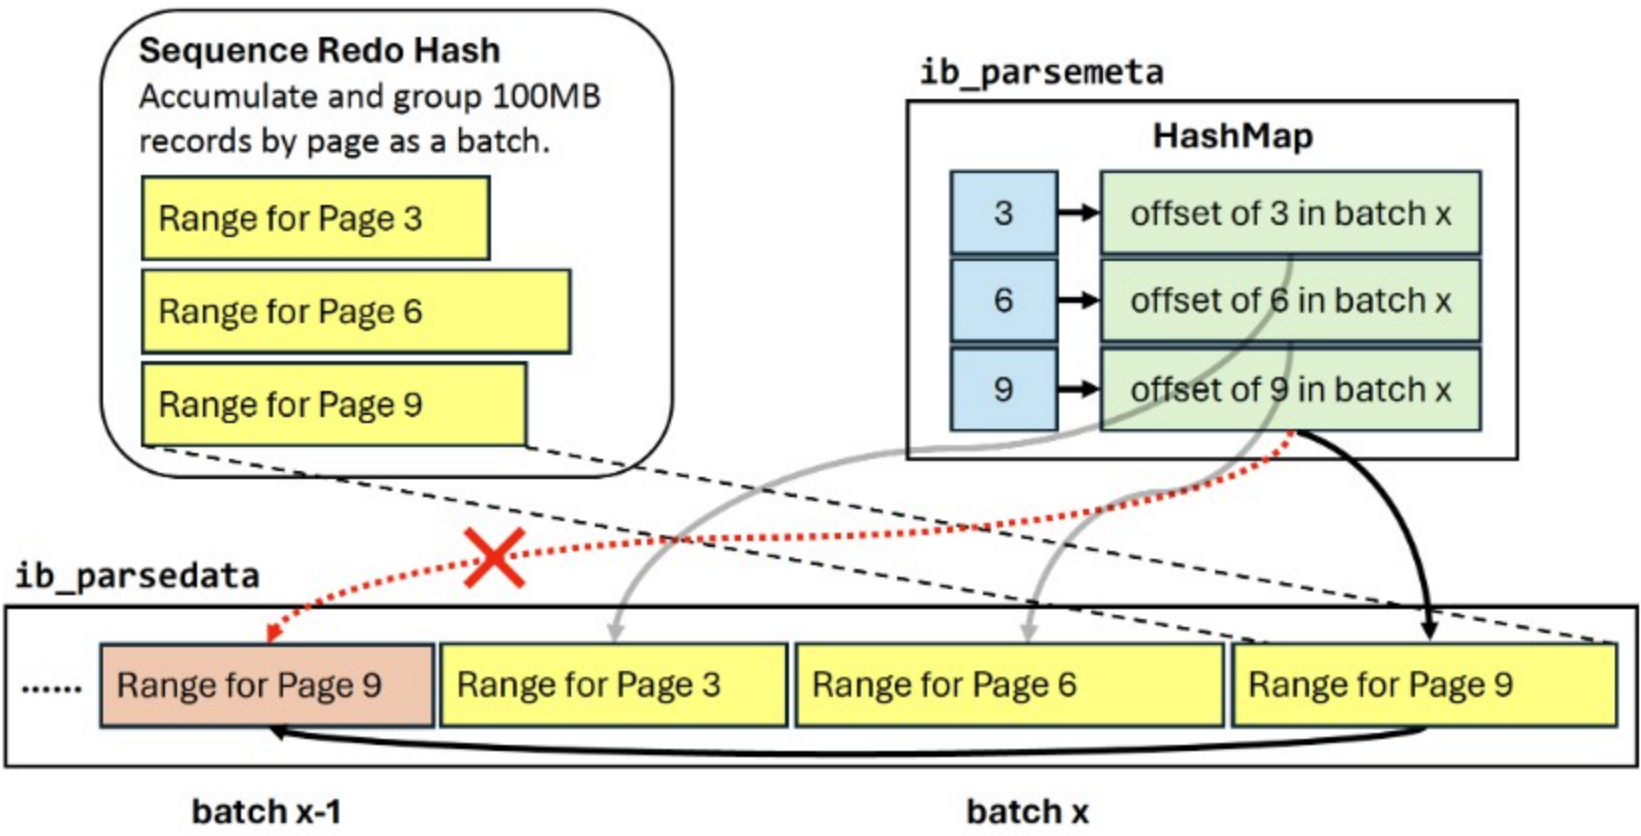 Sequence Redo Hash
Accumulate and group 100MB
records by page as a batch.
Range for Page 3
Range for Page 6
Range for Page 9
ib_parsemeta
HashMap
3
offset of 3 in batch x
6
offset of 6 in batch x
9
offset of 9 in batch x
ib_parsedata
......
Range for Page 9
Range for Page 3
Range for Page 6
Range for Page 9
batch x-1
batch x